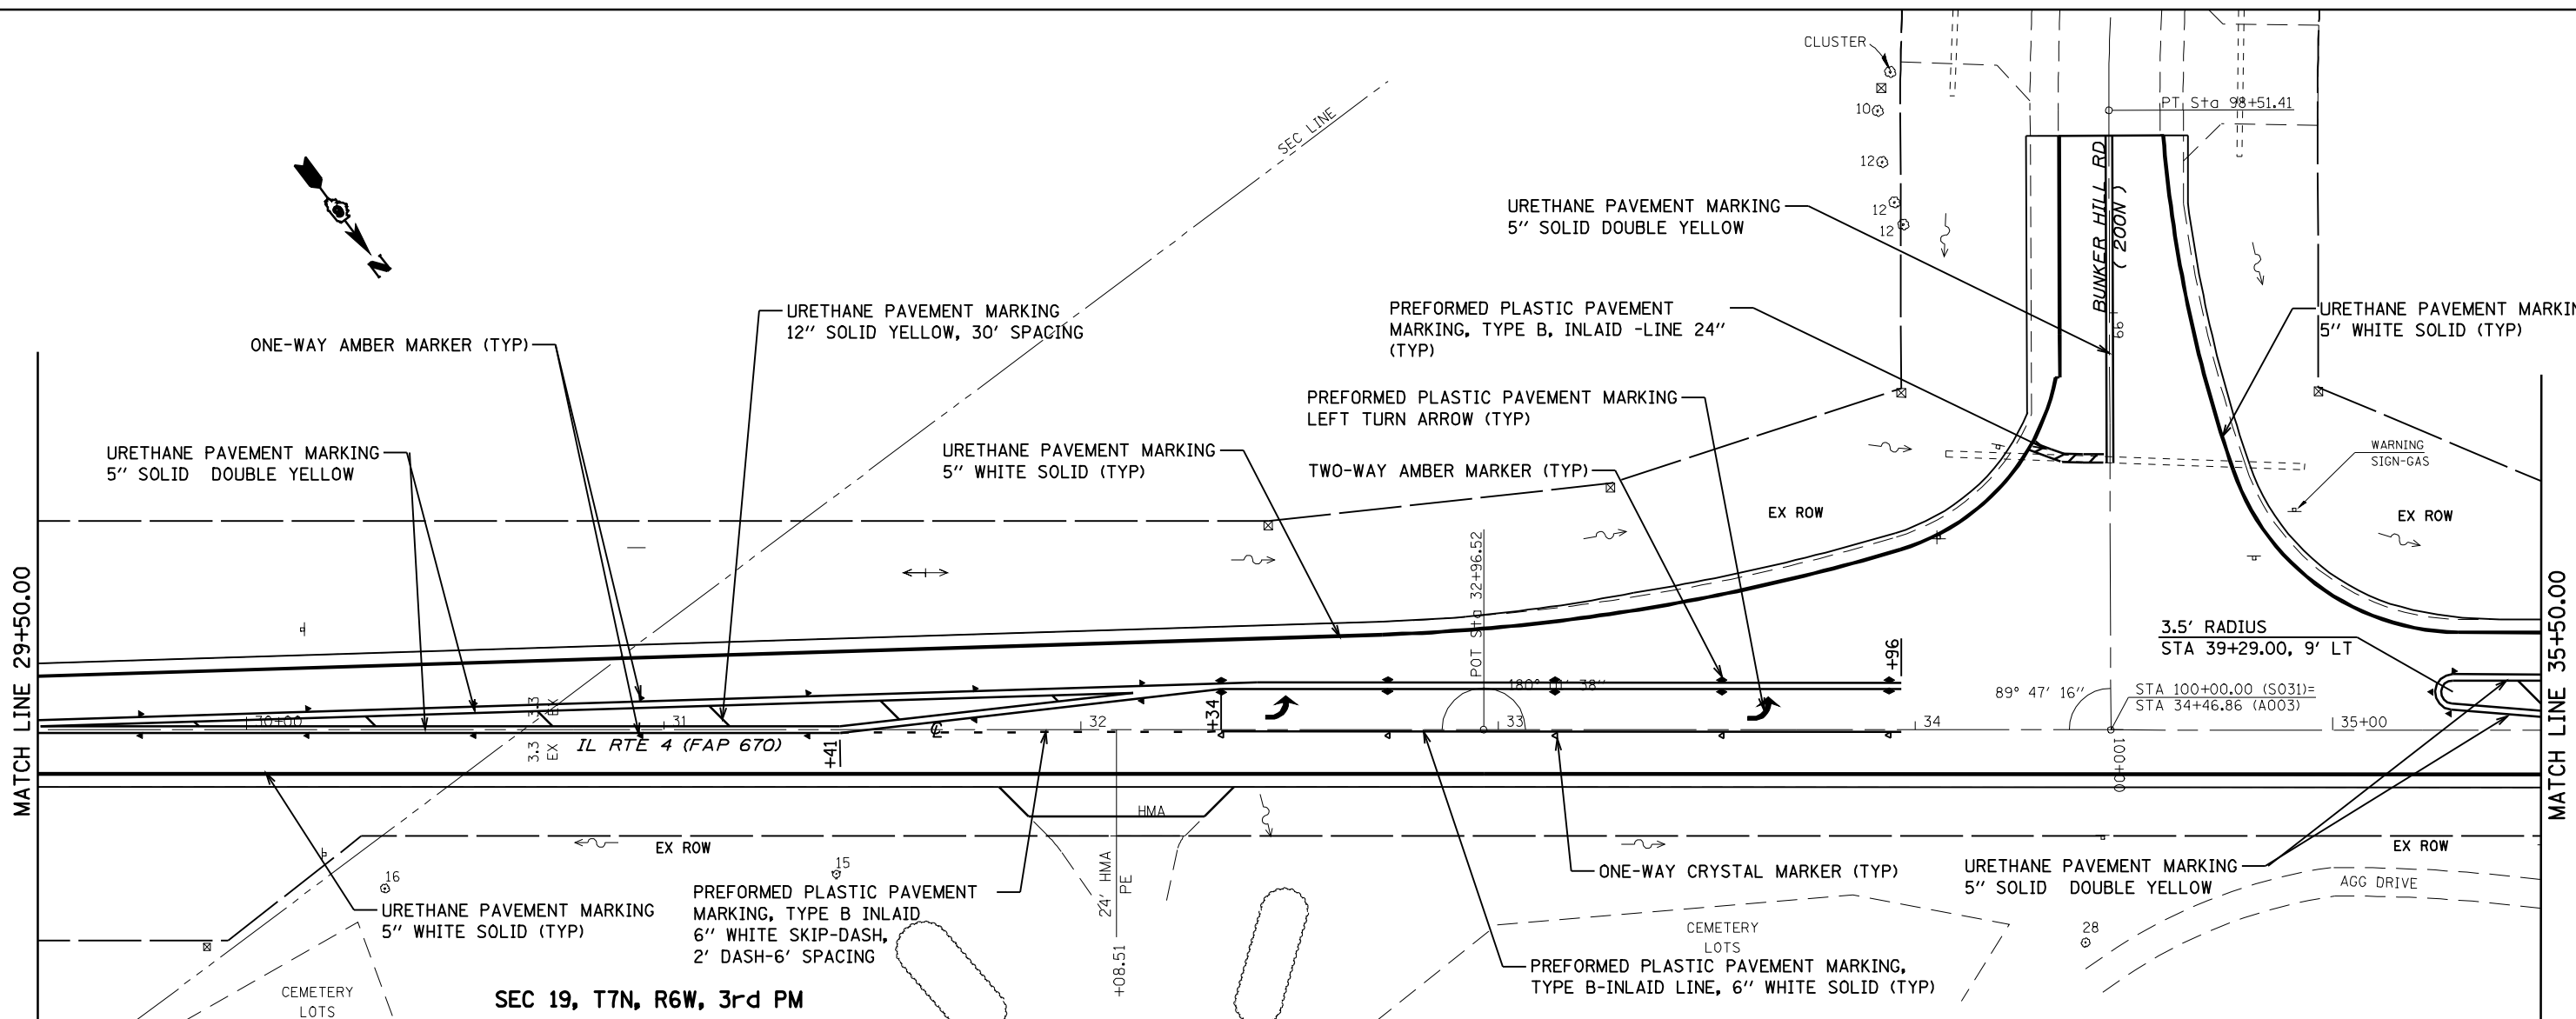 CLUSTER
10
12
12
12
SEC LINE
PT Sta 98+51.41
BUNKER HILL RD
( 200N )
99
N
URETHANE PAVEMENT MARKING
5" SOLID DOUBLE YELLOW
URETHANE PAVEMENT MARKING
12" SOLID YELLOW, 30' SPACING
ONE-WAY AMBER MARKER (TYP)
PREFORMED PLASTIC PAVEMENT
MARKING, TYPE B, INLAID -LINE 24"
(TYP)
URETHANE PAVEMENT MARKIN
5" WHITE SOLID (TYP)
PREFORMED PLASTIC PAVEMENT MARKING
LEFT TURN ARROW (TYP)
URETHANE PAVEMENT MARKING
5" SOLID DOUBLE YELLOW
URETHANE PAVEMENT MARKING
5" WHITE SOLID (TYP)
TWO-WAY AMBER MARKER (TYP)
WARNING
SIGN-GAS
EX ROW
EX ROW
MATCH LINE 29+50.00
MATCH LINE 35+50.00
POT Sta 32+96.52
3.5' RADIUS
STA 39+29.00, 9' LT
+96
+34
+41
89° 47' 16"
STA 100+00.00 (S031)=
STA 34+46.86 (A003)
100+00
3.3
EX
3.3
EX
31
32
33
34
35+00
℄
IL RTE 4 (FAP 670)
HMA
EX ROW
EX ROW
16
15
24' HMA
PE
+08.51
URETHANE PAVEMENT MARKING
5" WHITE SOLID (TYP)
PREFORMED PLASTIC PAVEMENT
MARKING, TYPE B INLAID
6" WHITE SKIP-DASH,
2' DASH-6' SPACING
ONE-WAY CRYSTAL MARKER (TYP)
URETHANE PAVEMENT MARKING
5" SOLID DOUBLE YELLOW
AGG DRIVE
CEMETERY
LOTS
28
PREFORMED PLASTIC PAVEMENT MARKING,
TYPE B-INLAID LINE, 6" WHITE SOLID (TYP)
CEMETERY
LOTS
SEC 19, T7N, R6W, 3rd PM